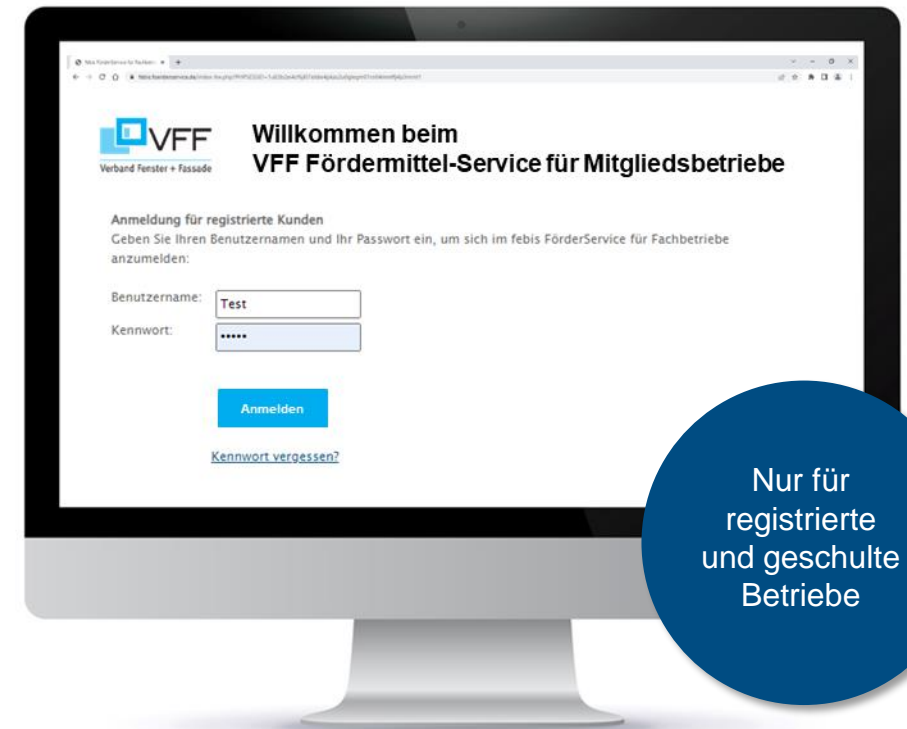 VFF
Verband Fenster + Fassade
Willkommen beim
VFF Fördermittel-Service für Mitgliedsbetriebe
Anmeldung für registrierte Kunden
Geben Sie Ihren Benutzernamen und Ihr Passwort ein, um sich im febis FörderService für Fachbetriebe
anzumelden:
Benutzername:
Test
Kennwort:
•••••
Anmelden
Kennwort vergessen?
Nur für
registrierte
und geschulte
Betriebe